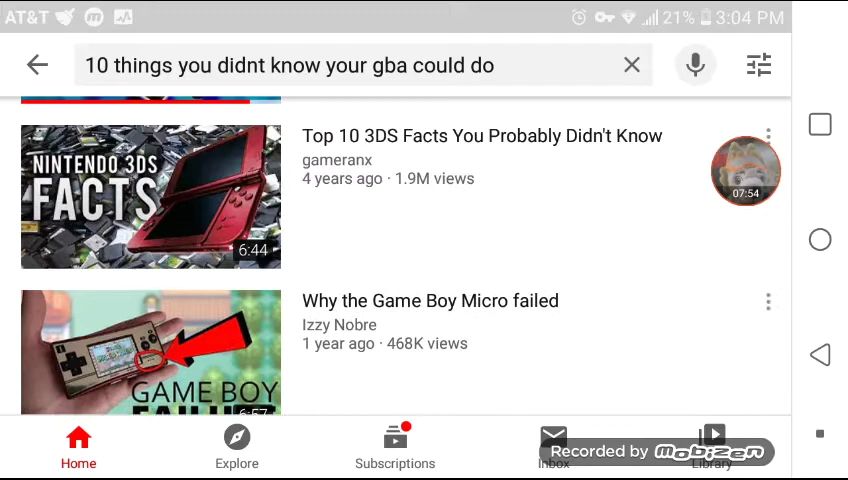 AT&T
21% 3:04 PM
10 things you didnt know your gba could do
NINTENDO 3DS
FACTS
6:44
Top 10 3DS Facts You Probably Didn't Know
gameranx
4 years ago · 1.9M views
07:54
GAME BOY
6:57
Why the Game Boy Micro failed
Izzy Nobre
1 year ago · 468K views
Home
Explore
Subscriptions
Inbox
Library
Recorded by Mobizen